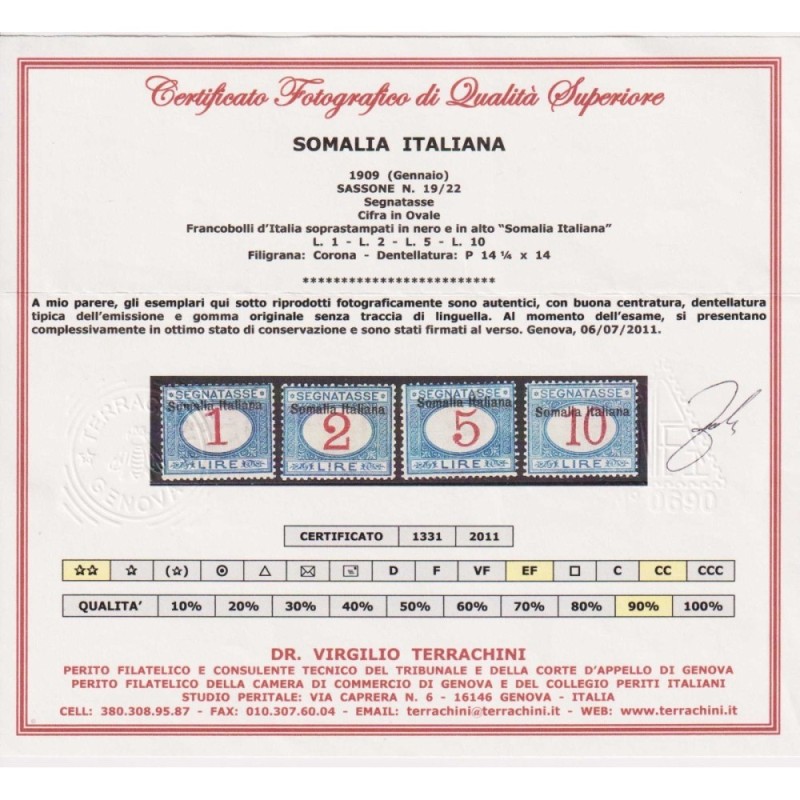 Certificato Fotografico di Qualità Superiore
SOMALIA ITALIANA
1909 (Gennaio)
SASSONE N. 19/22
Segnatasse
Cifra in Ovale
Francobolli d'Italia soprastampati in nero e in alto "Somalia Italiana"
L. 1 - L. 2 - L. 5 - L. 10
Filigrana: Corona - Dentellatura: P 14 ¼ x 14
*************************
A mio parere, gli esemplari qui sotto riprodotti fotograficamente sono autentici, con buona centratura, dentellatura
tipica dell'emissione e gomma originale senza traccia di linguella. Al momento dell'esame, si presentano
complessivamente in ottimo stato di conservazione e sono stati firmati al verso. Genova, 06/07/2011.
SEGNATASSE SEGNATASSE SEGNATASSE SEGNATASSE
Somalia Italiana Somalia Italiana Somalia Italiana Somalia Italiana
1 2 5 10
LIRE LIRE LIRE LIRE
TERRACHINI
GENOVA
0690
CERTIFICATO 1331 2011
☆☆ ☆ (☆) ⊙ △ ✉ D F VF EF □ C CC CCC
QUALITA' 10% 20% 30% 40% 50% 60% 70% 80% 90% 100%
DR. VIRGILIO TERRACHINI
PERITO FILATELICO E CONSULENTE TECNICO DEL TRIBUNALE E DELLA CORTE D'APPELLO DI GENOVA
PERITO FILATELICO DELLA CAMERA DI COMMERCIO DI GENOVA E DEL COLLEGIO PERITI ITALIANI
STUDIO PERITALE: VIA CAPRERA N. 6 - 16146 GENOVA - ITALIA
CELL: 380.308.95.87 - FAX: 010.307.60.04 - EMAIL: terrachini@terrachini.it - WEB: www.terrachini.it